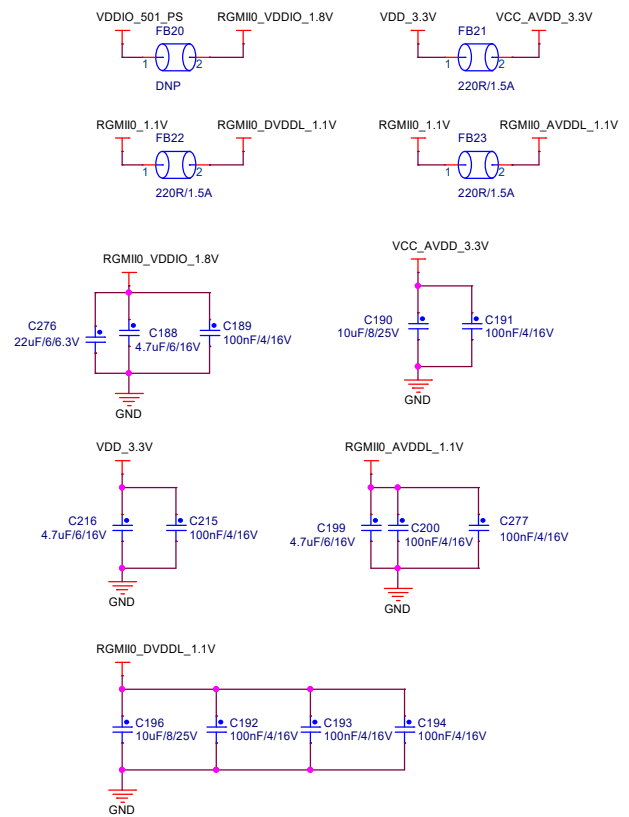 VDDIO_501_PS
RGMII0_VDDIO_1.8V
FB20
1
2
DNP
VDD_3.3V
VCC_AVDD_3.3V
FB21
1
2
220R/1.5A
RGMII0_1.1V
RGMII0_DVDDL_1.1V
FB22
1
2
220R/1.5A
RGMII0_1.1V
RGMII0_AVDDL_1.1V
FB23
1
2
220R/1.5A
RGMII0_VDDIO_1.8V
C276
22uF/6/6.3V
C188
4.7uF/6/16V
C189
100nF/4/16V
GND
VCC_AVDD_3.3V
C190
10uF/8/25V
C191
100nF/4/16V
GND
VDD_3.3V
C216
4.7uF/6/16V
C215
100nF/4/16V
GND
RGMII0_AVDDL_1.1V
C199
4.7uF/6/16V
C200
100nF/4/16V
C277
100nF/4/16V
GND
RGMII0_DVDDL_1.1V
C196
10uF/8/25V
C192
100nF/4/16V
C193
100nF/4/16V
C194
100nF/4/16V
GND